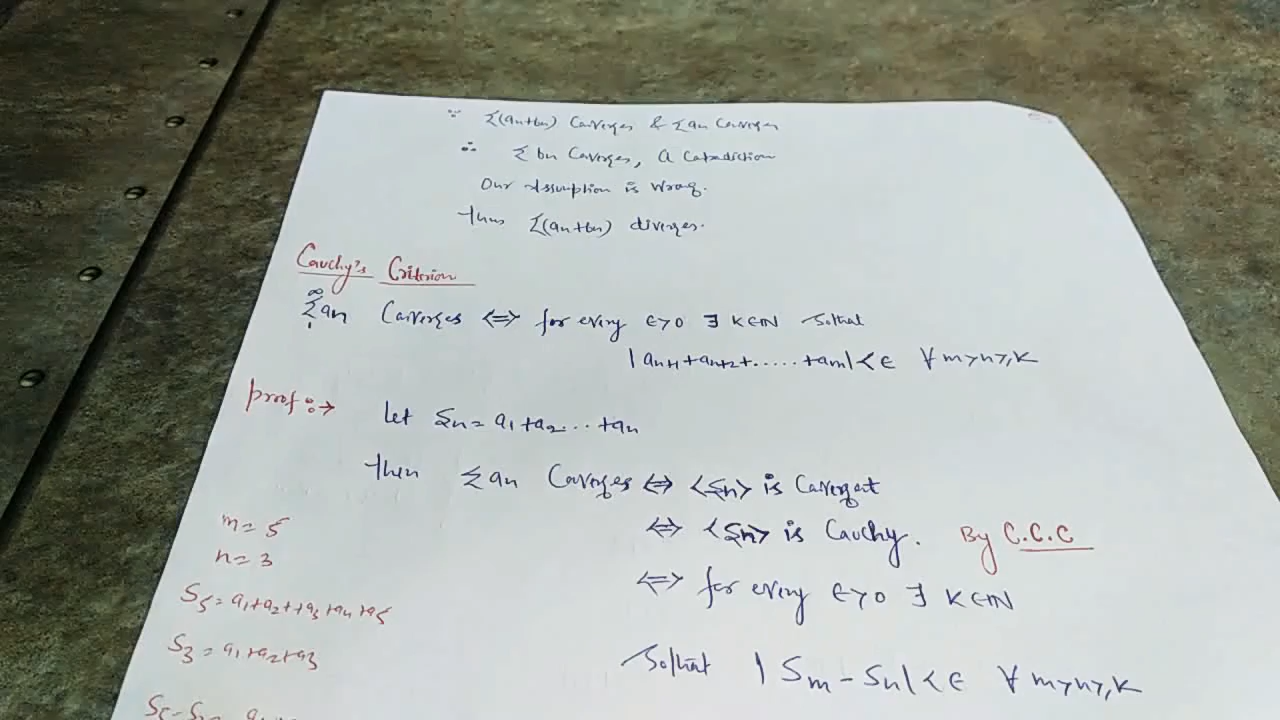 ∵ Σ(an+bn) Converges & Σan Converges
∴ Σbn Converges, a Contradiction
Our assumption is wrong.
thus Σ(an+bn) diverges.
Cauchy's Criterion
∞
Σan Converges ⇔ for every ε>0 ∃ K∈N so that
1
|an+1+an+2+.....+am|<ε ∀ m>n≥K
proof:→ let Sn = a1+a2...+an
then Σan Converges ⇔ <Sn> is Convergent
⇔ <Sn> is Cauchy. By C.C.C
⇔ for every ε>0 ∃ K∈N
so that |Sm-Sn|<ε ∀ m>n≥K
m=5
n=3
S5=a1+a2++a3+a4+a5
S3=a1+a2+a3